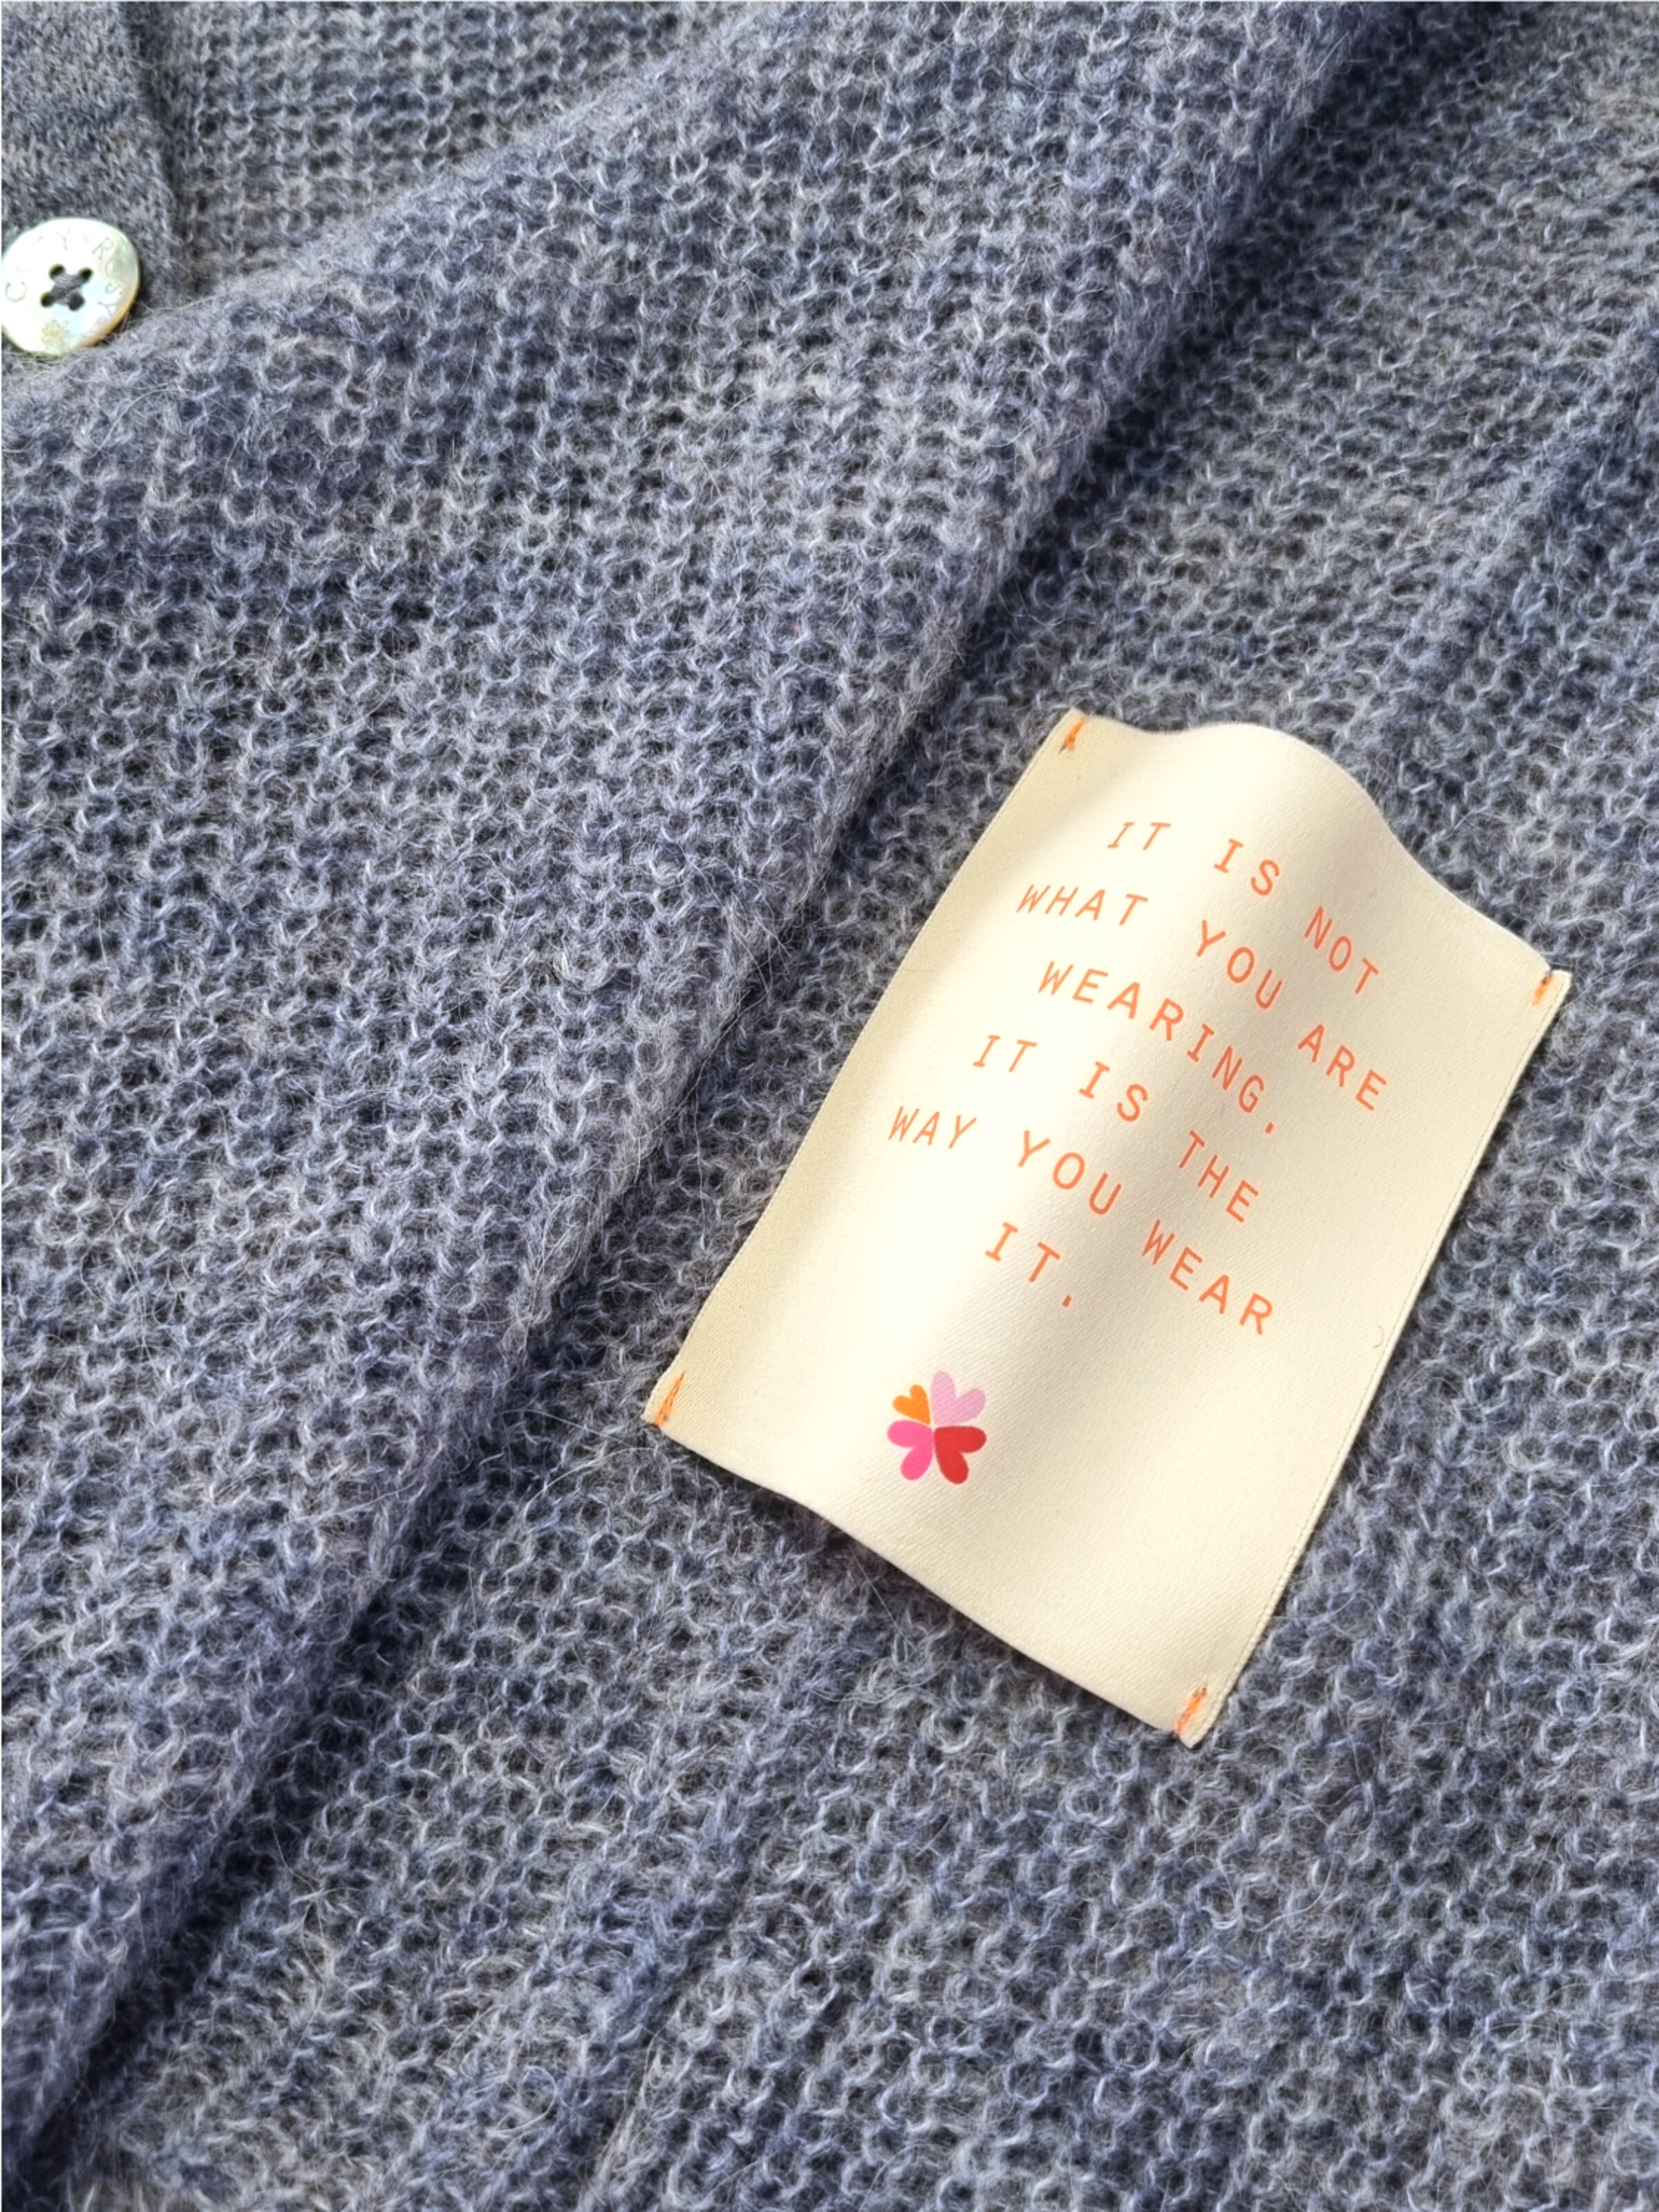 IT IS NOT
WHAT YOU ARE
WEARING.
IT IS THE
WAY YOU WEAR
IT.